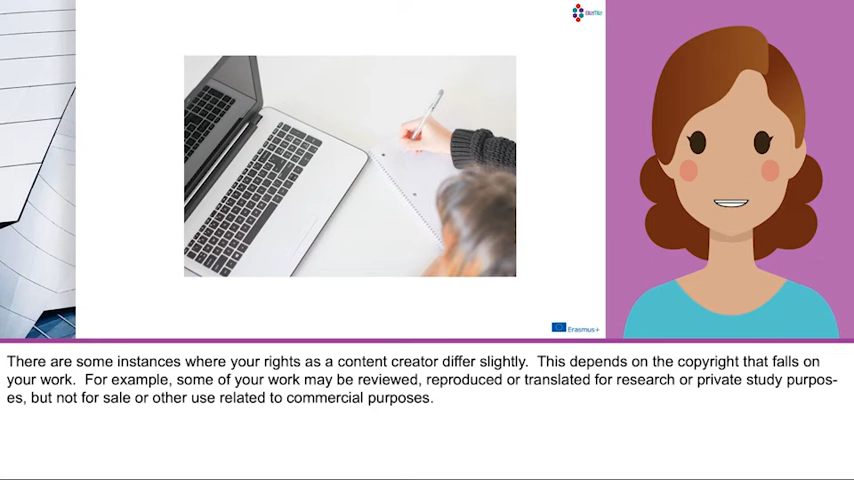 Erasmus+
There are some instances where your rights as a content creator differ slightly.  This depends on the copyright that falls on
your work.  For example, some of your work may be reviewed, reproduced or translated for research or private study purpos-
es, but not for sale or other use related to commercial purposes.